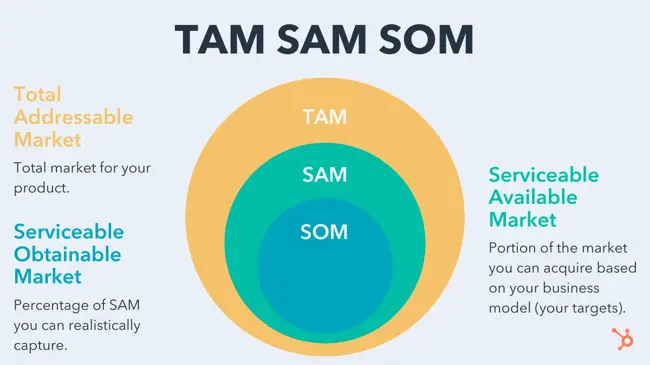 TAM SAM SOM
Total
Addressable
Market
Total market for your
product.
Serviceable
Obtainable
Market
Percentage of SAM
you can realistically
capture.
TAM
SAM
SOM
Serviceable
Available
Market
Portion of the market
you can acquire based
on your business
model (your targets).